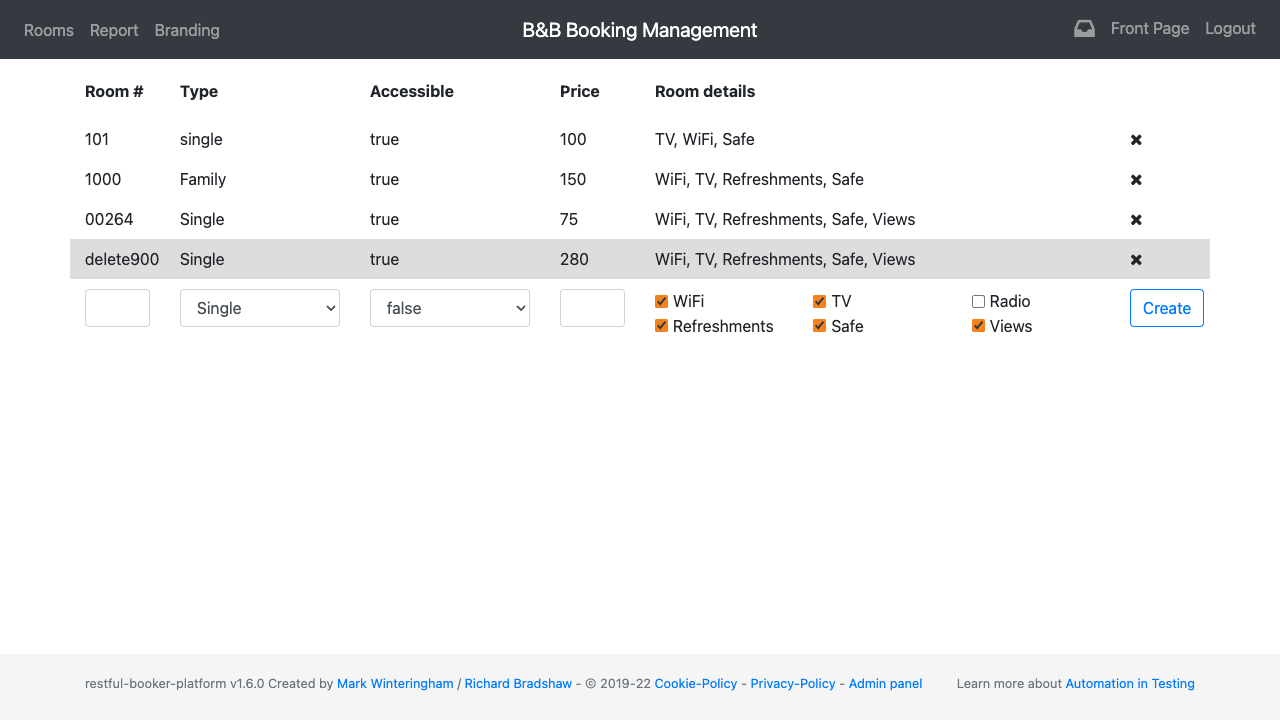 Rooms Report Branding B&B Booking Management Front Page Logout
Room # Type Accessible Price Room details
101 single true 100 TV, WiFi, Safe
1000 Family true 150 WiFi, TV, Refreshments, Safe
00264 Single true 75 WiFi, TV, Refreshments, Safe, Views
delete900 Single true 280 WiFi, TV, Refreshments, Safe, Views
Single false WiFi TV Radio Create
Refreshments Safe Views
restful-booker-platform v1.6.0 Created by Mark Winteringham / Richard Bradshaw - © 2019-22 Cookie-Policy - Privacy-Policy - Admin panel Learn more about Automation in Testing